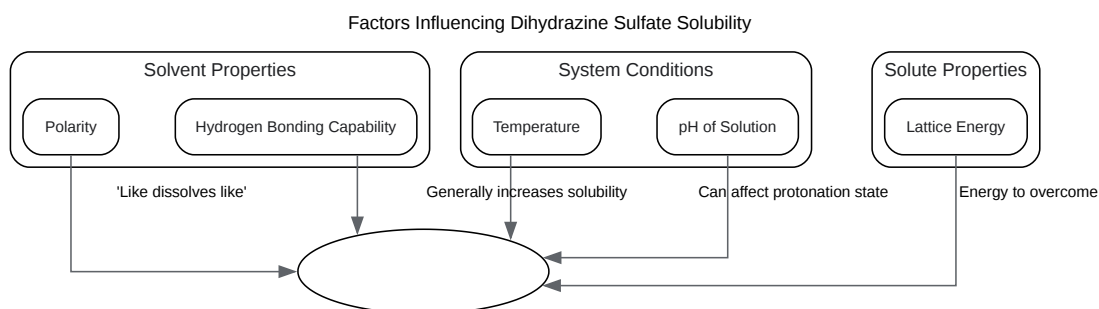 Factors Influencing Dihydrazine Sulfate Solubility
Solvent Properties
System Conditions
Solute Properties
Polarity
Hydrogen Bonding Capability
Temperature
pH of Solution
Lattice Energy
'Like dissolves like'
Generally increases solubility
Can affect protonation state
Energy to overcome